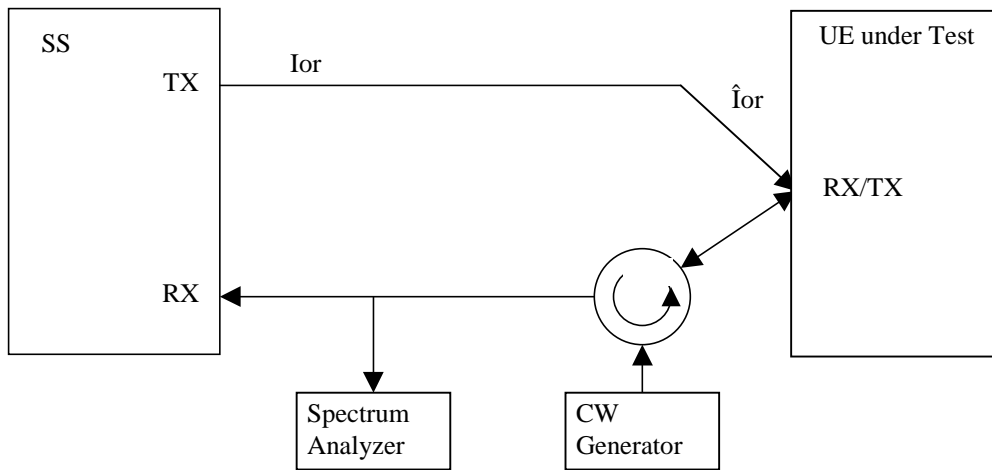 SS
UE under Test
TX
Ior
Îor
RX/TX
RX
Spectrum
Analyzer
CW
Generator